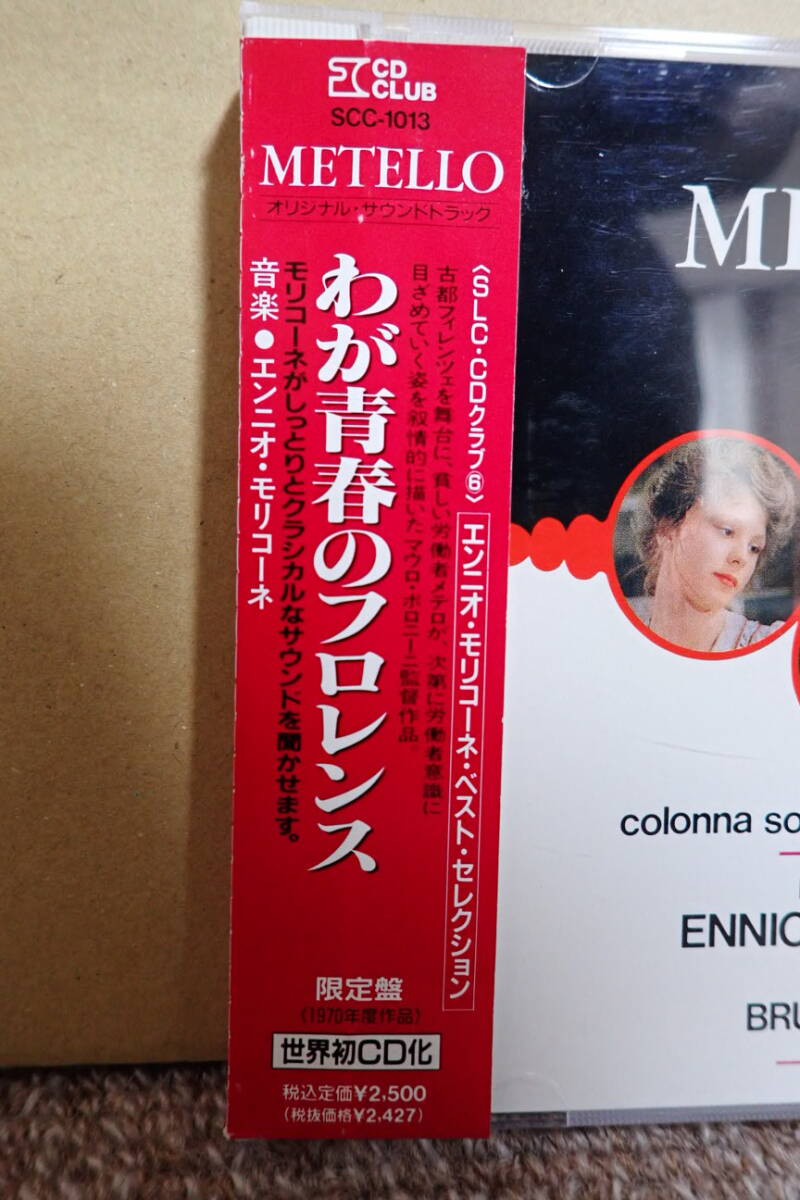 CD
CLUB
SCC-1013
METELLO
オリジナル・サウンドトラック
〈SLC・CDクラブ⑥〉エンニオ・モリコーネ・ベスト・セレクション
古都フィレンツェを舞台に、貧しい労働者メテロが、次第に労働者意識に
目ざめていく姿を叙情的に描いたマウロ・ボロニーニ監督作品。
わが青春のフロレンス
モリコーネがしっとりとクラシカルなサウンドを聞かせます。
音楽●エンニオ・モリコーネ
限定盤
(1970年度作品)
世界初CD化
税込定価¥2,500
(税抜価格¥2,427)
colonna so
ENNIO
BRU